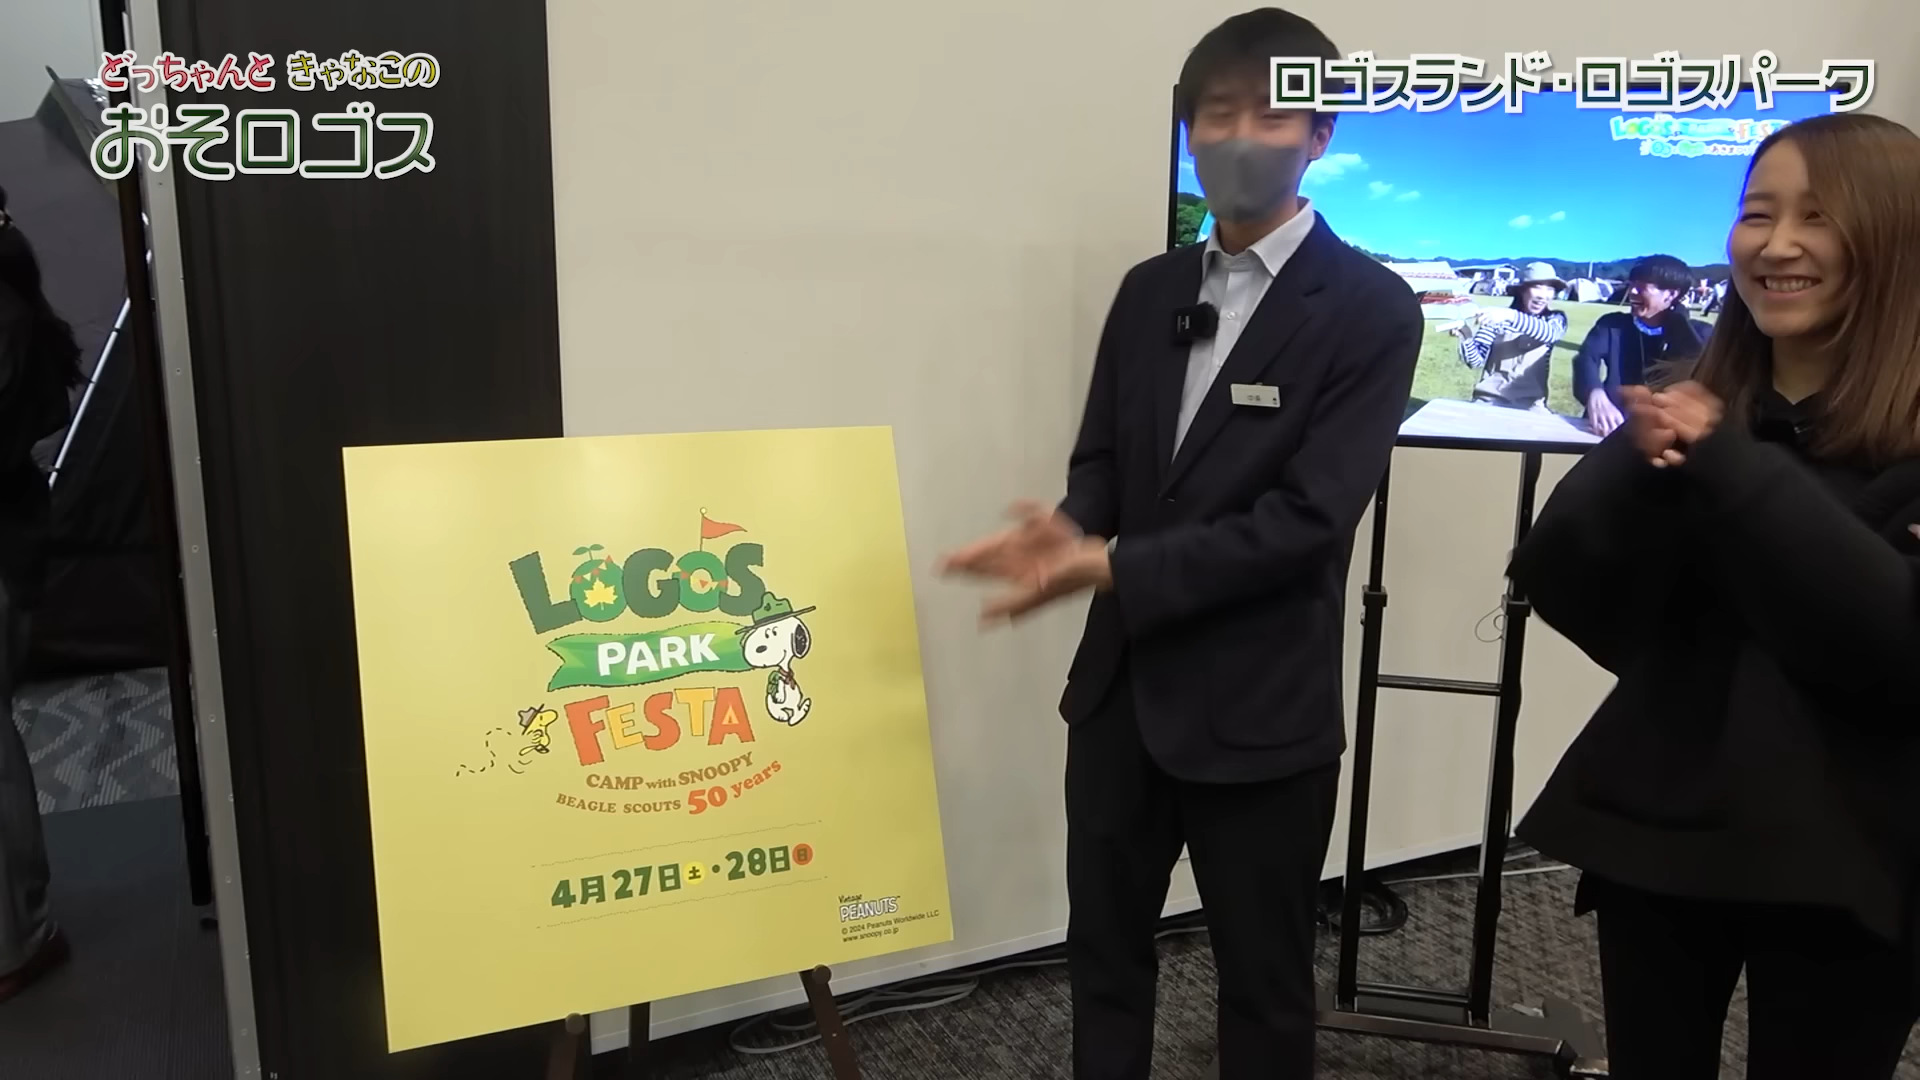 どっちゃんと きゃなこの
おそロゴス
ロゴスランド・ロゴスパーク
LOGOS
PARK
FESTA
CAMP with SNOOPY
BEAGLE SCOUTS 50 years
4月27日土・28日日
Vintage
PEANUTS
© 2024 Peanuts Worldwide LLC
www.snoopy.co.jp